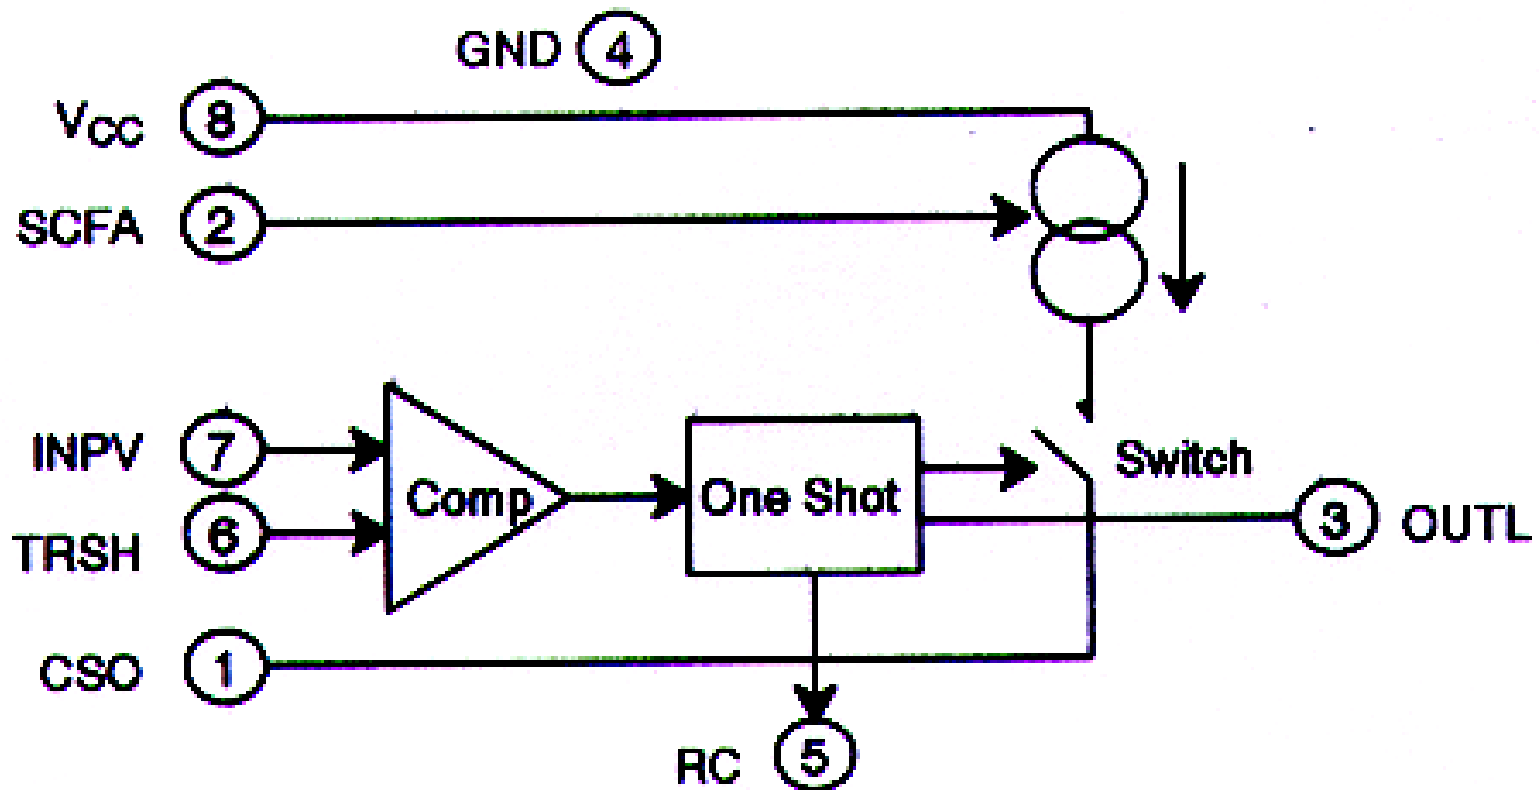 GND 4
VCC 8
SCFA 2
INPV 7
Comp
One Shot
Switch
TRSH 6
3 OUTL
CSO 1
RC 5